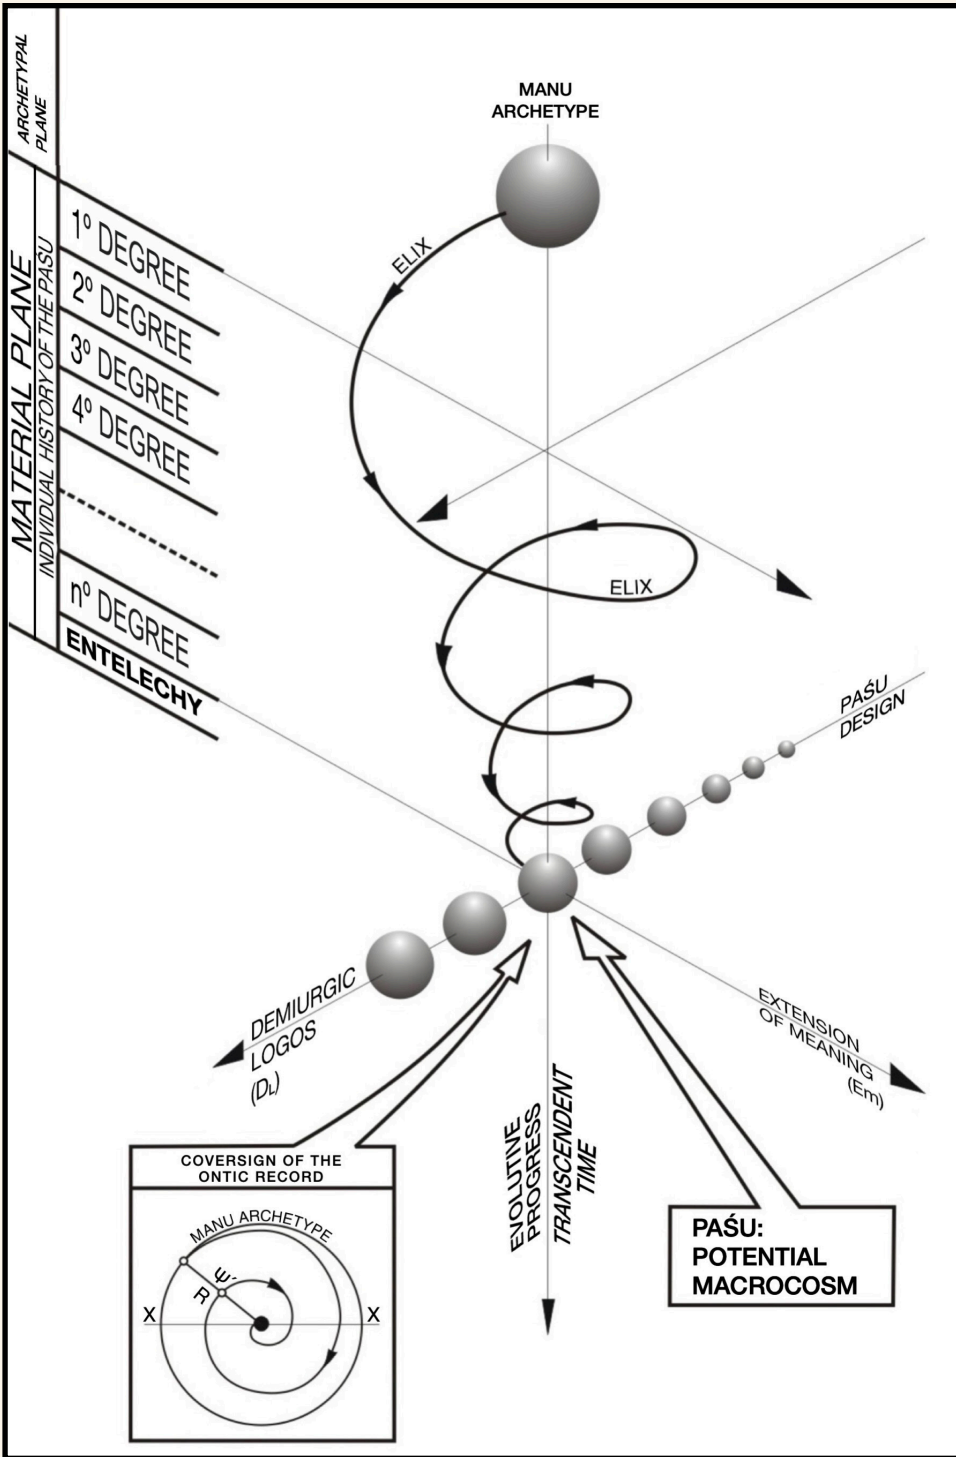 ARCHETYPAL
PLANE
MATERIAL PLANE
INDIVIDUAL HISTORY OF THE PASU
1º DEGREE
2º DEGREE
3º DEGREE
4º DEGREE
nº DEGREE
ENTELECHY
MANU
ARCHETYPE
ELIX
ELIX
PAŚU
DESIGN
DEMIURGIC
LOGOS
(DL)
EXTENSION
OF MEANING
(Em)
EVOLUTIVE
PROGRESS
TRANSCENDENT
TIME
COVERSIGN OF THE
ONTIC RECORD
MANU ARCHETYPE
Ψ´
R
X
X
PAŚU:
POTENTIAL
MACROCOSM